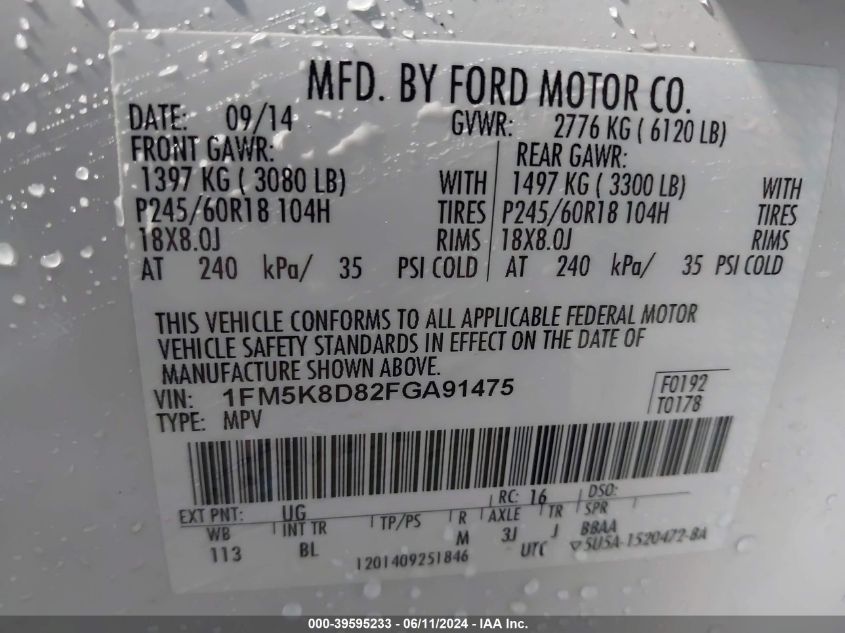 MFD. BY FORD MOTOR CO.
DATE: 09/14 GVWR: 2776 KG ( 6120 LB)
FRONT GAWR: REAR GAWR:
1397 KG ( 3080 LB) WITH 1497 KG ( 3300 LB) WITH
P245/60R18 104H TIRES P245/60R18 104H TIRES
18X8.0J RIMS 18X8.0J RIMS
AT 240 kPa/ 35 PSI COLD AT 240 kPa/ 35 PSI COLD
THIS VEHICLE CONFORMS TO ALL APPLICABLE FEDERAL MOTOR
VEHICLE SAFETY STANDARDS IN EFFECT ON THE DATE OF
MANUFACTURE SHOWN ABOVE.
VIN: 1FM5K8D82FGA91475 F0192
TYPE: MPV T0178
EXT PNT: UG RC: 16 DSO:
WB INT TR TP/PS R AXLE TR SPR
113 BL M 3J J BBAA
1201409251846 UTC 5U5A-1520472-BA
000-39595233 - 06/11/2024 - IAA Inc.